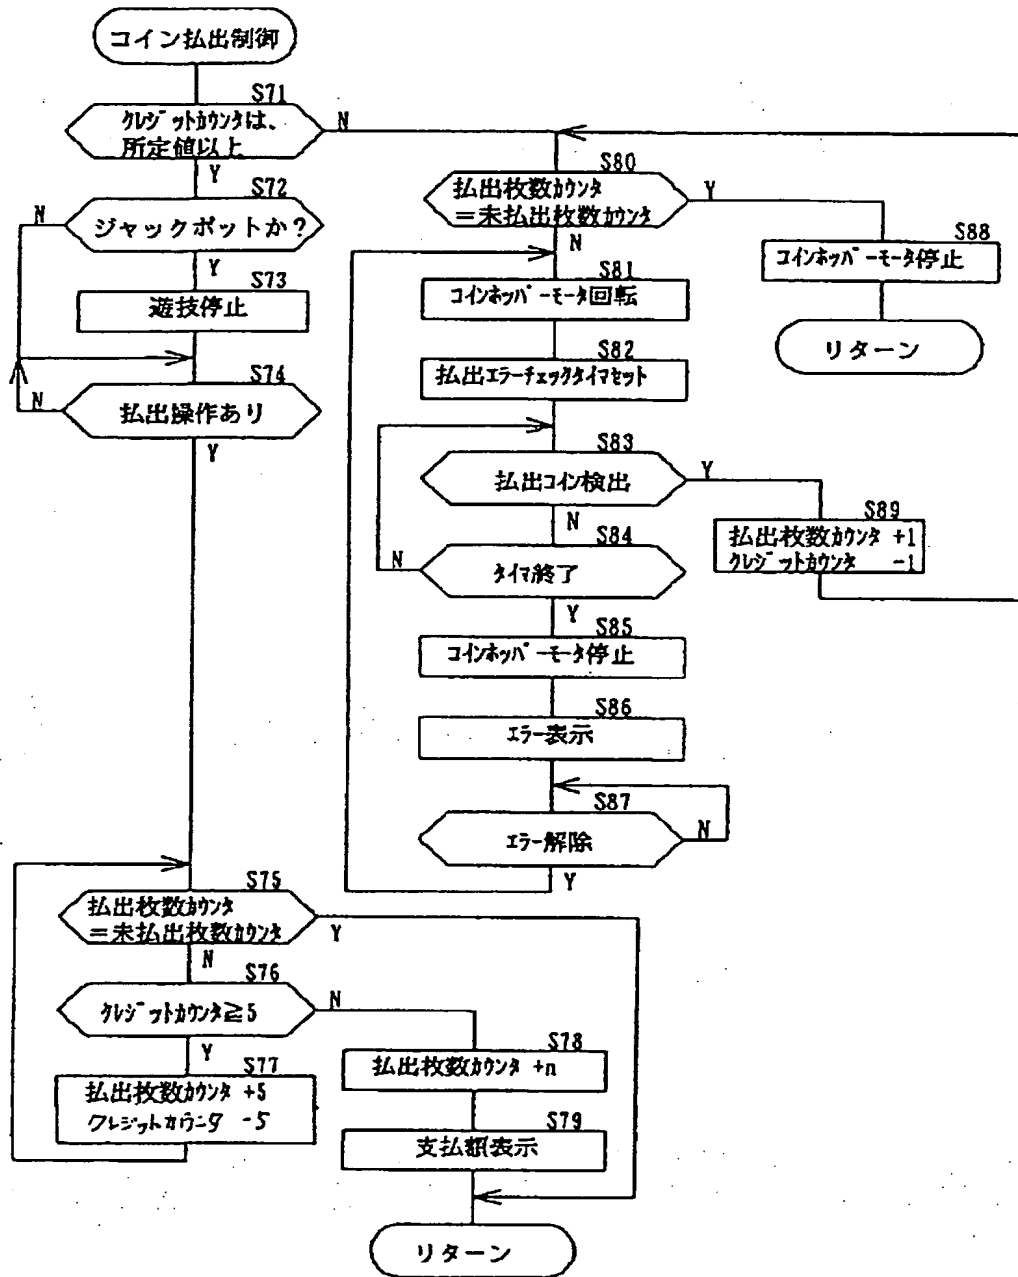 コイン払出制御
S71
クレジットカウンタは、
所定値以上
N
Y
S72
ジャックポットか?
N
Y
S73
遊技停止
S74
払出操作あり
N
Y
S75
払出枚数カウンタ
=未払出枚数カウンタ
Y
N
S76
クレジットカウンタ≧5
N
Y
S77
払出枚数カウンタ +5
クレジットカウンタ -5
S78
払出枚数カウンタ +n
S79
支払額表示
リターン
S80
払出枚数カウンタ
=未払出枚数カウンタ
Y
N
S81
コインホッパーモータ回転
S82
払出エラーチェックタイマセット
S83
払出コイン検出
Y
N
S84
タイマ終了
N
Y
S85
コインホッパーモータ停止
S86
エラー表示
S87
エラー解除
N
Y
S88
コインホッパーモータ停止
リターン
S89
払出枚数カウンタ +1
クレジットカウンタ -1